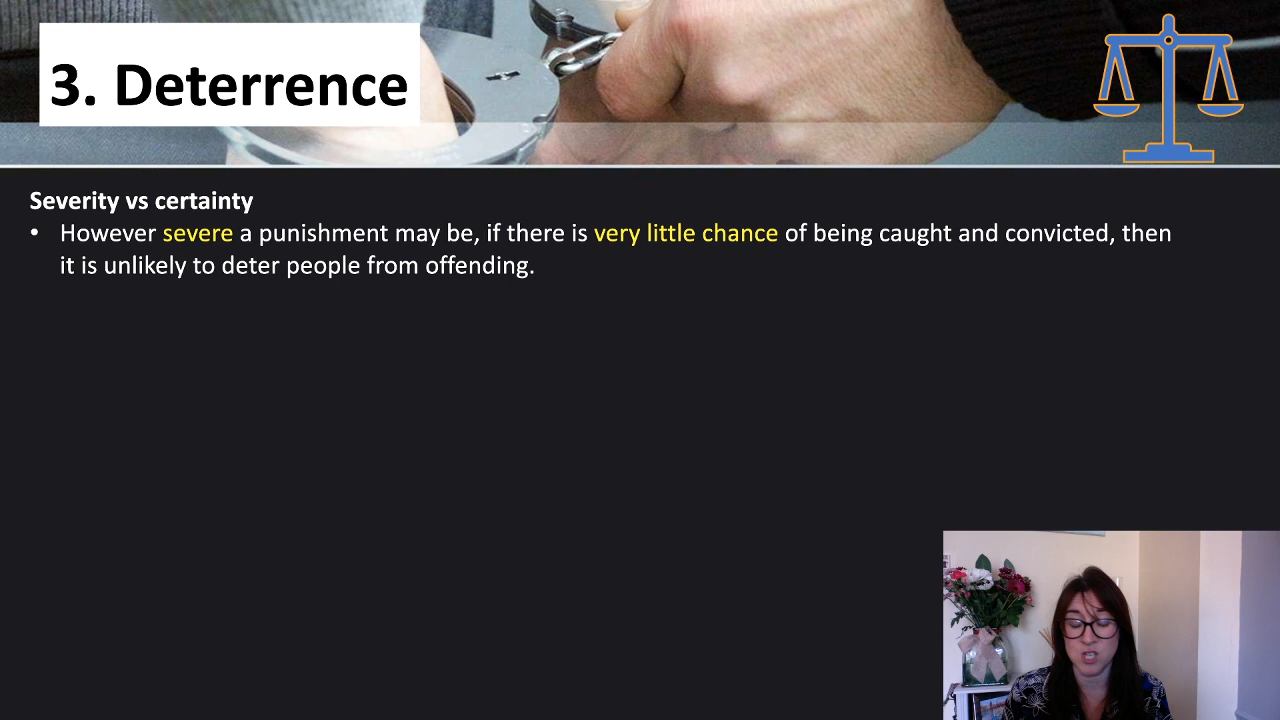 3. Deterrence
Severity vs certainty
• However severe a punishment may be, if there is very little chance of being caught and convicted, then
it is unlikely to deter people from offending.